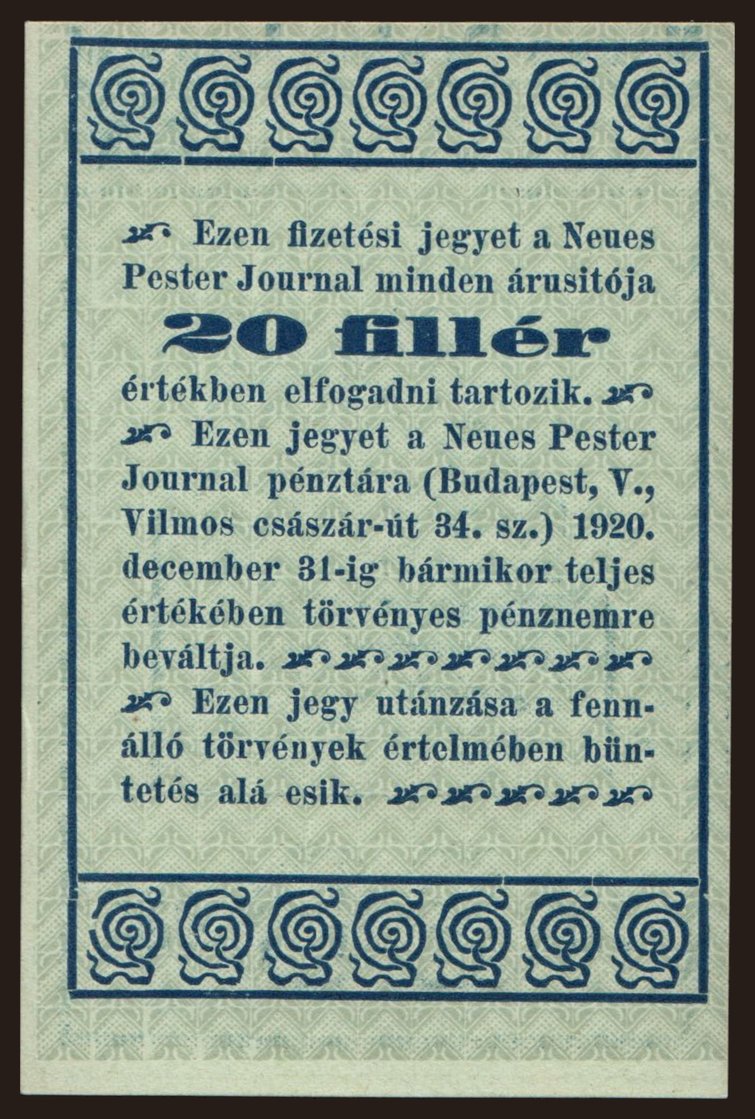 Ezen fizetési jegyet a Neues
Pester Journal minden árusitója
20 fillér
értékben elfogadni tartozik.
Ezen jegyet a Neues Pester
Journal pénztára (Budapest, V.,
Vilmos császár-út 34. sz.) 1920.
december 31-ig bármikor teljes
értékében törvényes pénznemre
beváltja.
Ezen jegy utánzása a fenn-
álló törvények értelmében bün-
tetés alá esik.